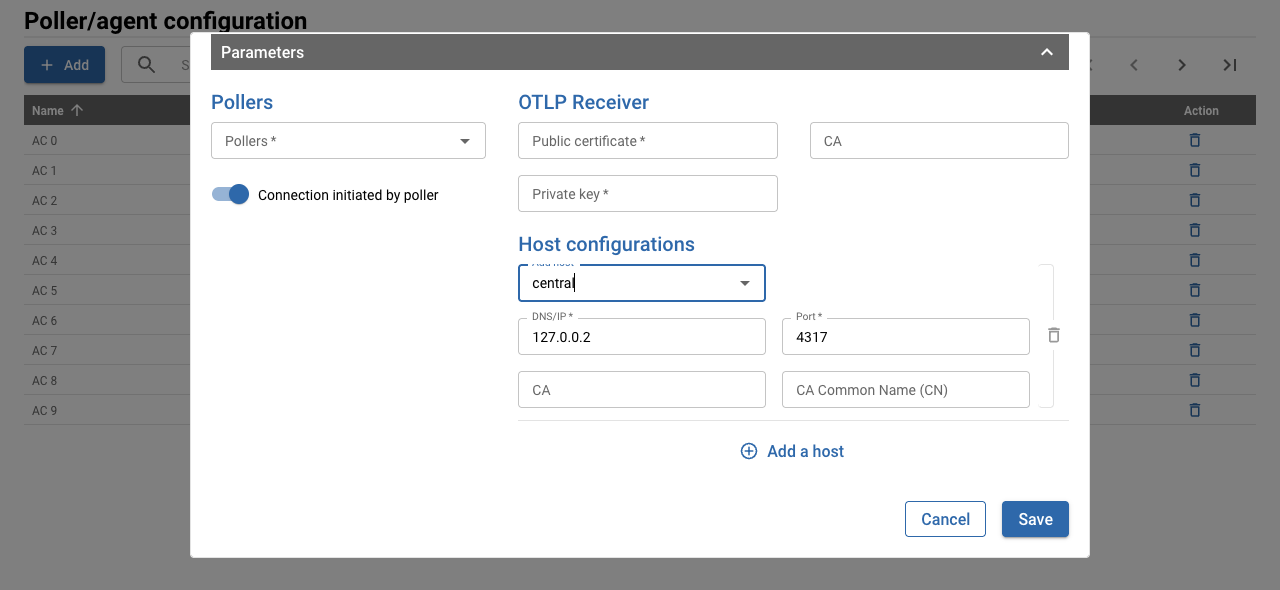 Poller/agent configuration
Add
S
Name
Action
AC 0
AC 1
AC 2
AC 3
AC 4
AC 5
AC 6
AC 7
AC 8
AC 9
Parameters
Pollers
Pollers *
Connection initiated by poller
OTLP Receiver
Public certificate *
CA
Private key *
Host configurations
Add host
central
DNS/IP *
127.0.0.2
Port *
4317
CA
CA Common Name (CN)
Add a host
Cancel
Save